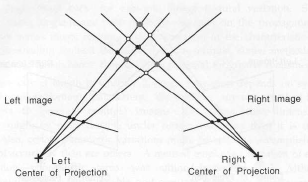 Left Image
Right Image
Left
Center of Projection
Right
Center of Projection